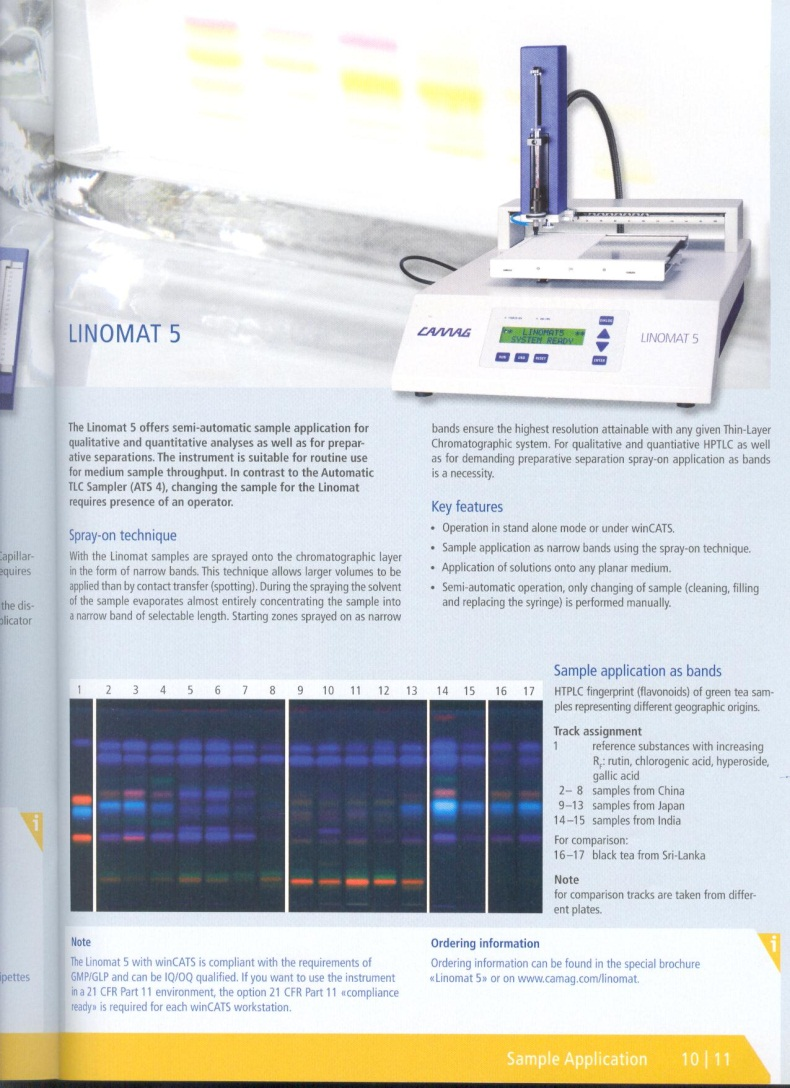 LINOMAT 5
CAMAG
** LINOMAT5 **
SYSTEM READY
ENTER
LINOMAT 5
The Linomat 5 offers semi-automatic sample application for
qualitative and quantitative analyses as well as for prepar-
ative separations. The instrument is suitable for routine use
for medium sample throughput. In contrast to the Automatic
TLC Sampler (ATS 4), changing the sample for the Linomat
requires presence of an operator.
Spray-on technique
With the Linomat samples are sprayed onto the chromatographic layer
in the form of narrow bands. This technique allows larger volumes to be
applied than by contact transfer (spotting). During the spraying the solvent
of the sample evaporates almost entirely concentrating the sample into
a narrow band of selectable length. Starting zones sprayed on as narrow
bands ensure the highest resolution attainable with any given Thin-Layer
Chromatographic system. For qualitative and quantiative HPTLC as well
as for demanding preparative separation spray-on application as bands
is a necessity.
Key features
• Operation in stand alone mode or under winCATS.
• Sample application as narrow bands using the spray-on technique.
• Application of solutions onto any planar medium.
• Semi-automatic operation, only changing of sample (cleaning, filling
and replacing the syringe) is performed manually.
Capillar-
equires
the dis-
plicator
i
ipettes
1 2 3 4 5 6 7 8 9 10 11 12 13 14 15 16 17
Sample application as bands
HTPLC fingerprint (flavonoids) of green tea sam-
ples representing different geographic origins.
Track assignment
1 reference substances with increasing
RF: rutin, chlorogenic acid, hyperoside,
gallic acid
2– 8 samples from China
9–13 samples from Japan
14–15 samples from India
For comparison:
16–17 black tea from Sri-Lanka
Note
for comparison tracks are taken from differ-
ent plates.
Note
The Linomat 5 with winCATS is compliant with the requirements of
GMP/GLP and can be IQ/OQ qualified. If you want to use the instrument
in a 21 CFR Part 11 environment, the option 21 CFR Part 11 «compliance
ready» is required for each winCATS workstation.
Ordering information
Ordering information can be found in the special brochure
«Linomat 5» or on www.camag.com/linomat.
i
Sample Application 10 | 11